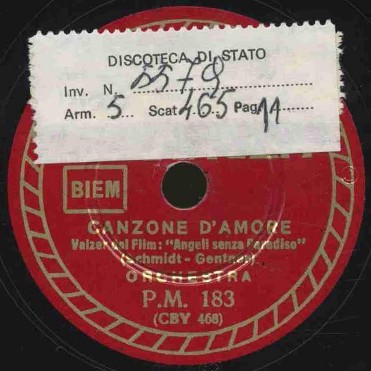 DISCOTECA DI STATO
Inv. N. 5579
Arm. 5 Scat 465 Pag. 11
BIEM
CANZONE D'AMORE
Valzer dal Film: "Angeli senza Paradiso"
(Schmidt - Gentner)
ORCHESTRA
P.M. 183
(CBY 468)